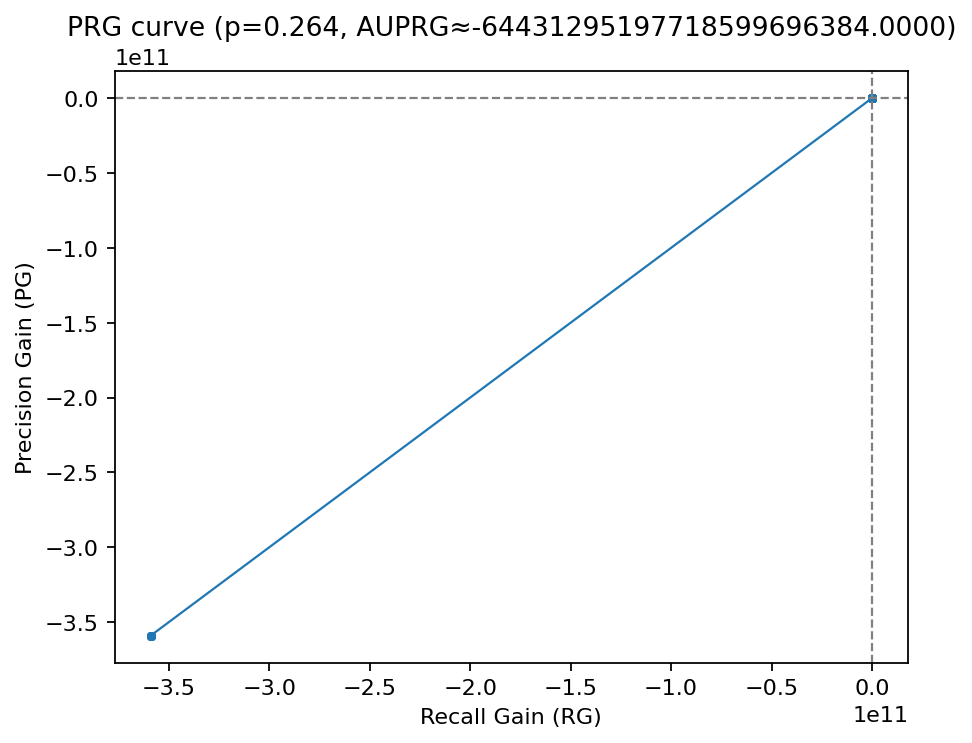 PRG curve (p=0.264, AUPRG≈-64431295197718599696384.0000)
1e11
0.0
−0.5
−1.0
−1.5
−2.0
−2.5
−3.0
−3.5
Precision Gain (PG)
−3.5 −3.0 −2.5 −2.0 −1.5 −1.0 −0.5 0.0
Recall Gain (RG)
1e11